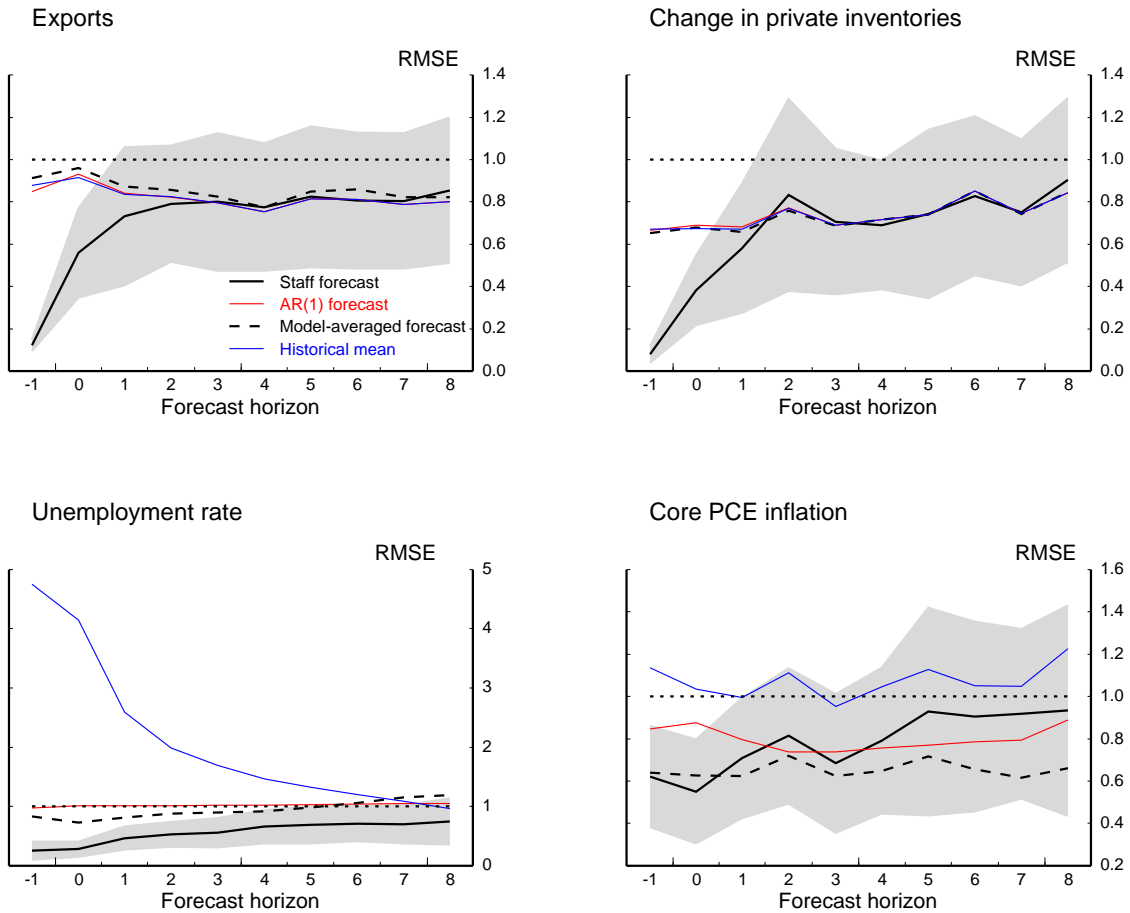 Exports
RMSE
1.4
1.2
1.0
0.8
0.6
0.4
0.2
0.0
Staff forecast
AR(1) forecast
Model-averaged forecast
Historical mean
-1 0 1 2 3 4 5 6 7 8
Forecast horizon
Change in private inventories
RMSE
1.4
1.2
1.0
0.8
0.6
0.4
0.2
0.0
-1 0 1 2 3 4 5 6 7 8
Forecast horizon
Unemployment rate
RMSE
5
4
3
2
1
0
-1 0 1 2 3 4 5 6 7 8
Forecast horizon
Core PCE inflation
RMSE
1.6
1.4
1.2
1.0
0.8
0.6
0.4
0.2
-1 0 1 2 3 4 5 6 7 8
Forecast horizon